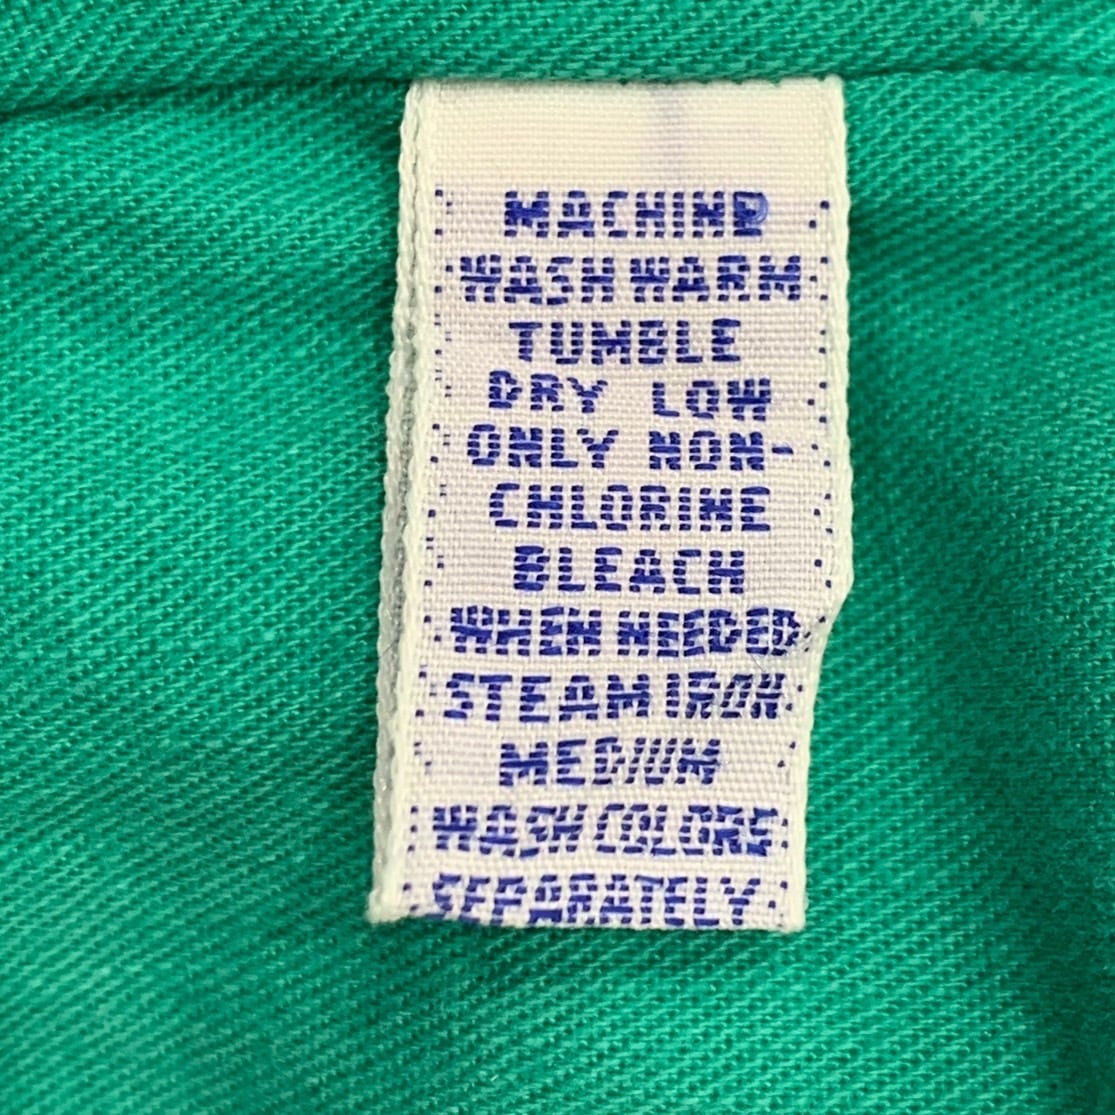 MACHINE
WASH WARM
TUMBLE
DRY LOW
ONLY NON-
CHLORINE
BLEACH
WHEN NEEDED
STEAM IRON
MEDIUM
WASH COLORS
SEPARATELY